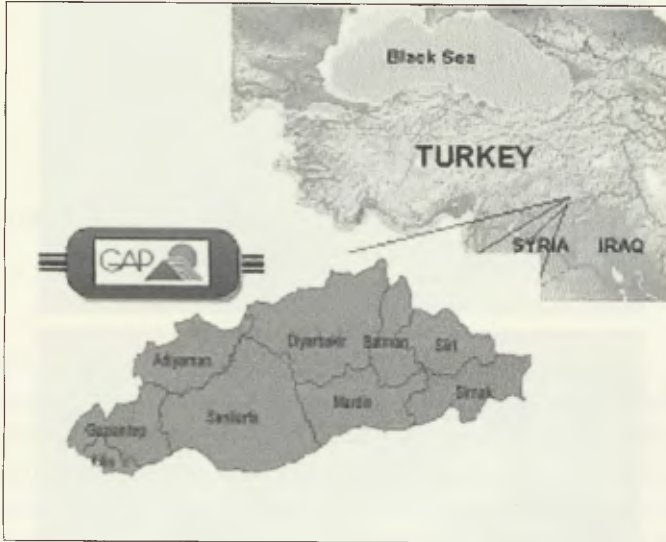 Black Sea
TURKEY
SYRIA IRAQ
GAP
Diyarbakir Batman Siirt
Adiyaman
Sirnak
Mardin
Sanliurfa
Gaziantep
Kilis